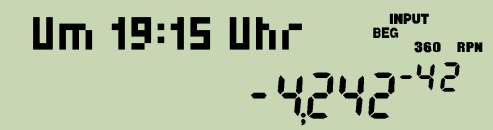 Um 19:15 Uhr
INPUT
BEG
360 RPN
-4,242-42